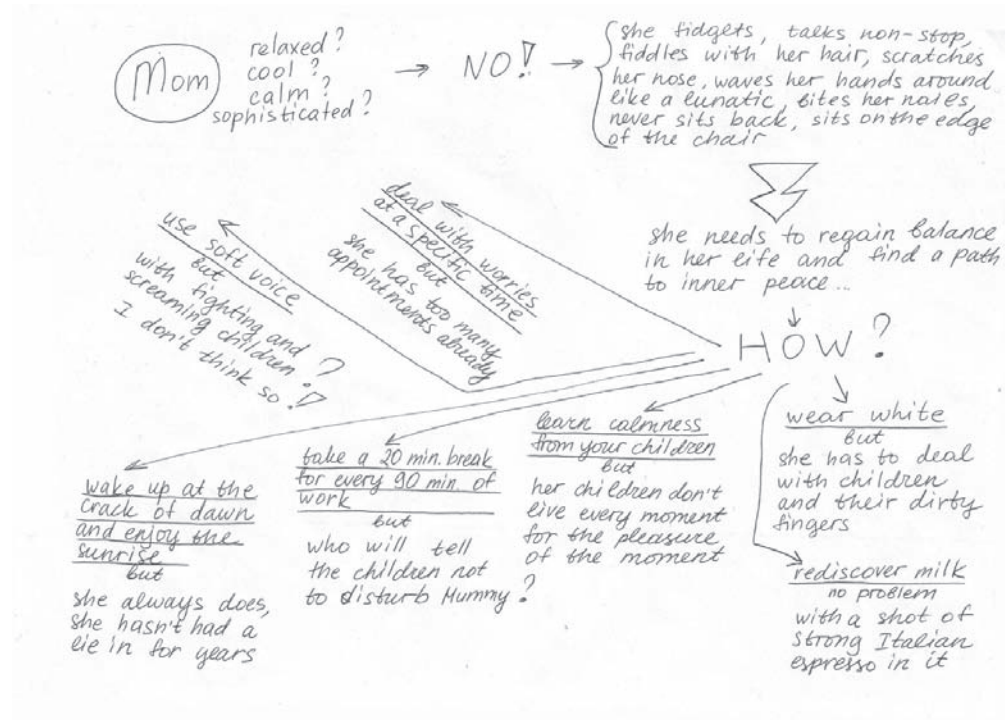 Mom
relaxed?
cool?
calm?
sophisticated?
→ NO! →
she fidgets, talks non-stop,
fiddles with her hair, scratches
her nose, waves her hands around
like a lunatic, bites her nails,
never sits back, sits on the edge
of the chair
she needs to regain balance
in her life and find a path
to inner peace...
HOW?
deal with worries
at a specific time
but
she has too many
appointments already
use soft voice
but
with fighting and
screaming children?!
I don't think so!
wake up at the
crack of dawn
and enjoy the
sunrise
but
she always does,
she hasn't had a
lie in for years
take a 20 min. break
for every 90 min. of
work
but
who will tell
the children not
to disturb Mummy?
learn calmness
from your children
but
her children don't
live every moment
for the pleasure
of the moment
wear white
but
she has to deal
with children
and their dirty
fingers
rediscover milk
no problem
with a shot of
strong Italian
espresso in it